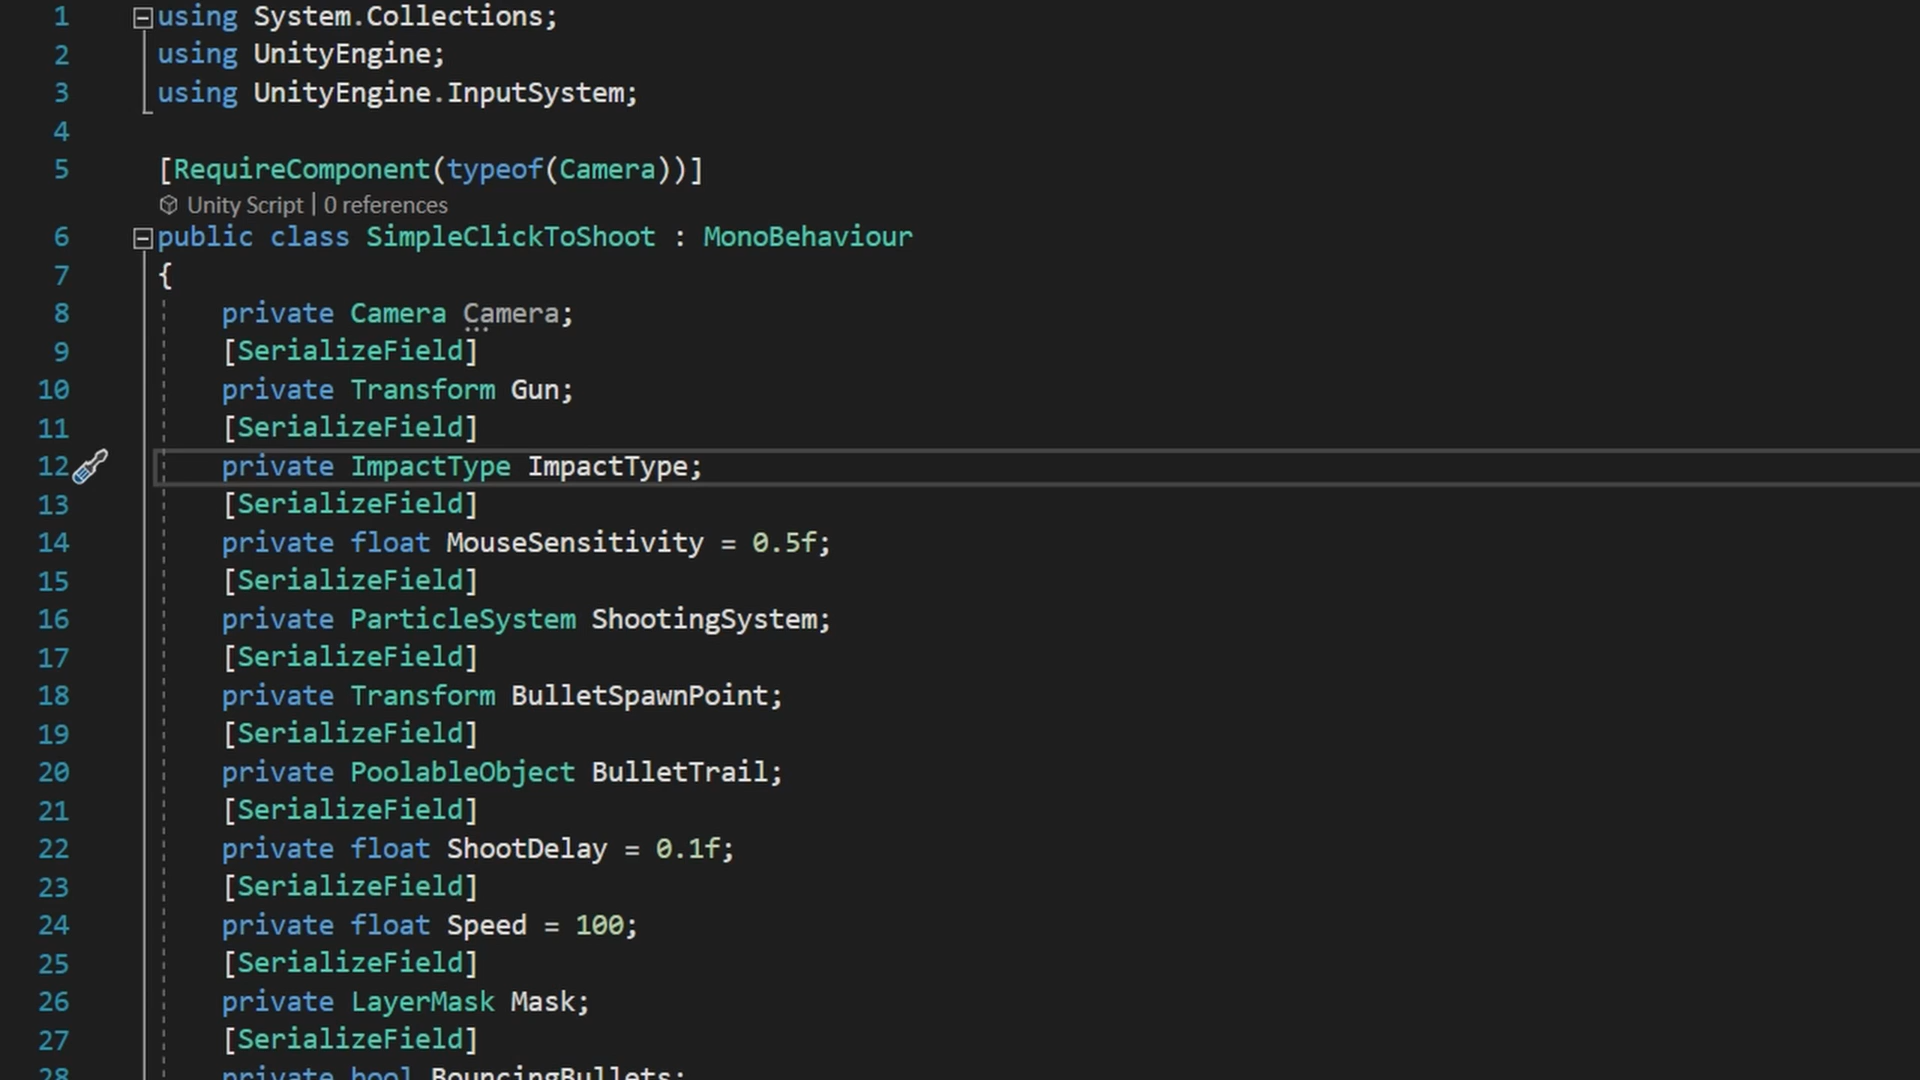 1 using System.Collections;
2 using UnityEngine;
3 using UnityEngine.InputSystem;
4
5 [RequireComponent(typeof(Camera))]
Unity Script | 0 references
6 public class SimpleClickToShoot : MonoBehaviour
7 {
8 private Camera Camera;
9 [SerializeField]
10 private Transform Gun;
11 [SerializeField]
12 private ImpactType ImpactType;
13 [SerializeField]
14 private float MouseSensitivity = 0.5f;
15 [SerializeField]
16 private ParticleSystem ShootingSystem;
17 [SerializeField]
18 private Transform BulletSpawnPoint;
19 [SerializeField]
20 private PoolableObject BulletTrail;
21 [SerializeField]
22 private float ShootDelay = 0.1f;
23 [SerializeField]
24 private float Speed = 100;
25 [SerializeField]
26 private LayerMask Mask;
27 [SerializeField]
28 private bool BouncingBullets;